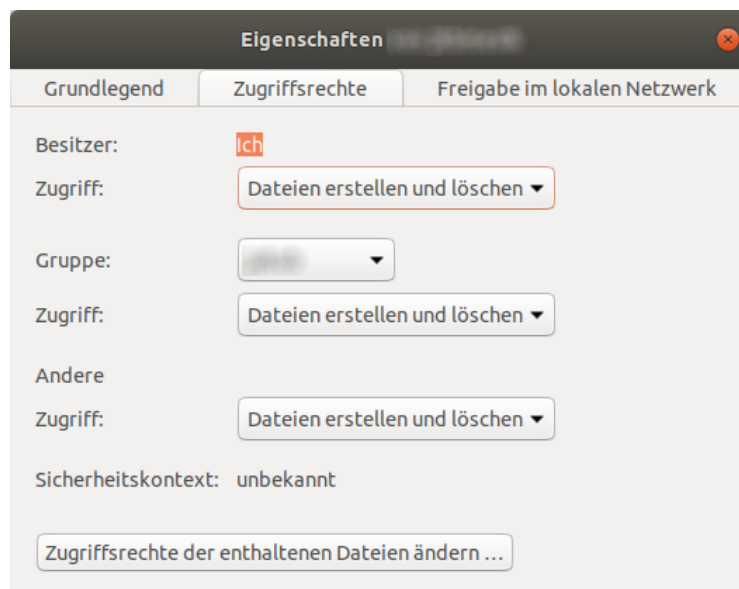 Eigenschaften
Grundlegend Zugriffsrechte Freigabe im lokalen Netzwerk
Besitzer: Ich
Zugriff: Dateien erstellen und löschen
Gruppe:
Zugriff: Dateien erstellen und löschen
Andere
Zugriff: Dateien erstellen und löschen
Sicherheitskontext: unbekannt
Zugriffsrechte der enthaltenen Dateien ändern …